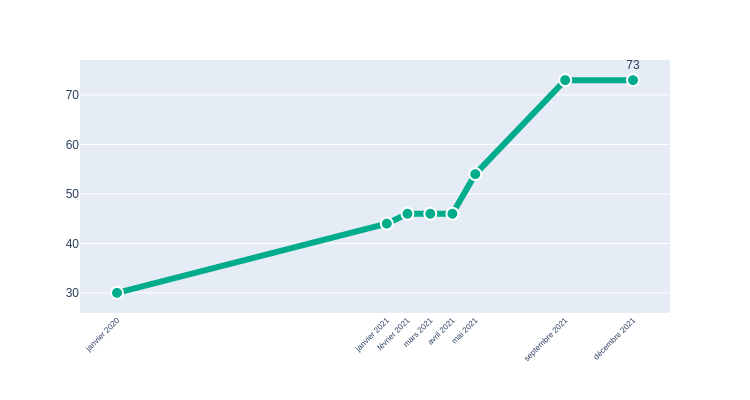 73
70
60
50
40
30
janvier 2020
janvier 2021
février 2021
mars 2021
avril 2021
mai 2021
septembre 2021
décembre 2021